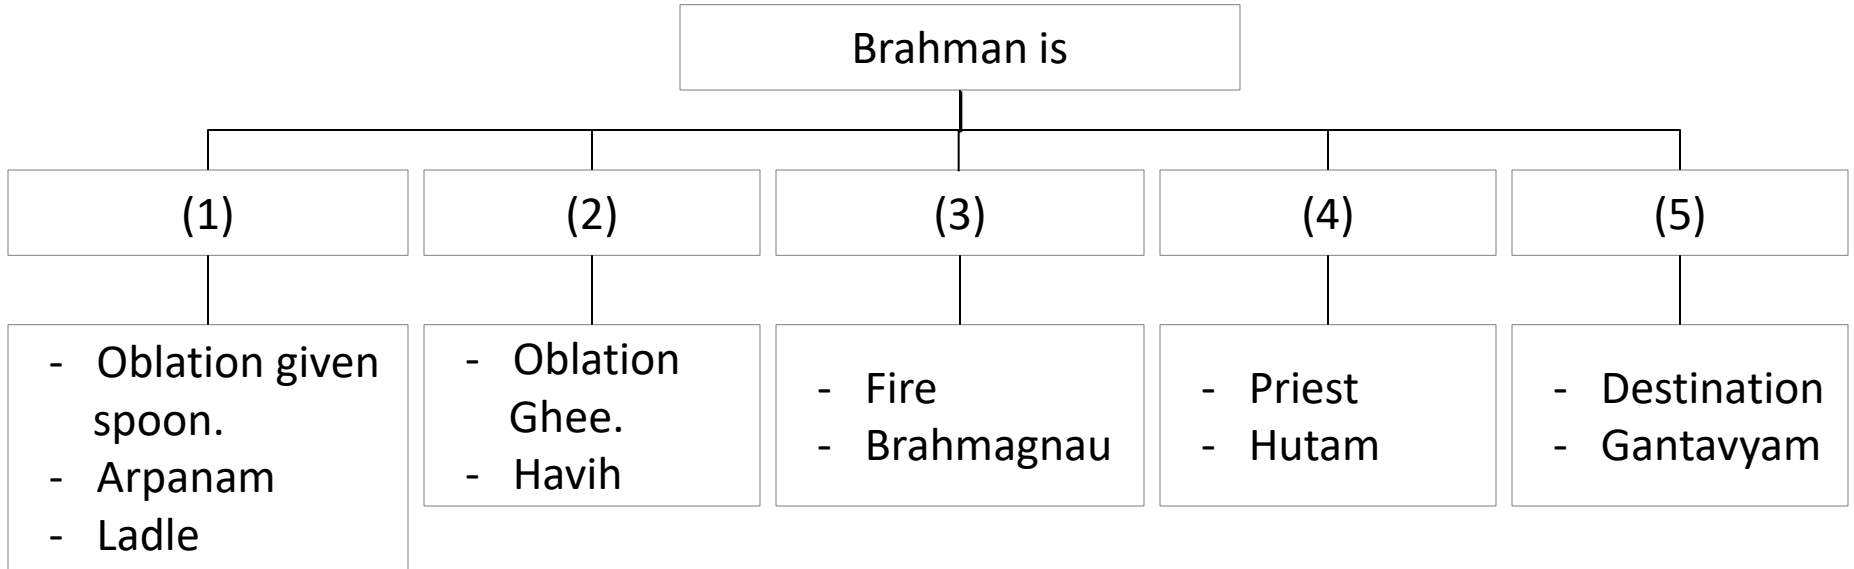 Brahman is
(1)
(2)
(3)
(4)
(5)
- Oblation given
spoon.
- Arpanam
- Ladle
- Oblation
Ghee.
- Havih
- Fire
- Brahmagnau
- Priest
- Hutam
- Destination
- Gantavyam